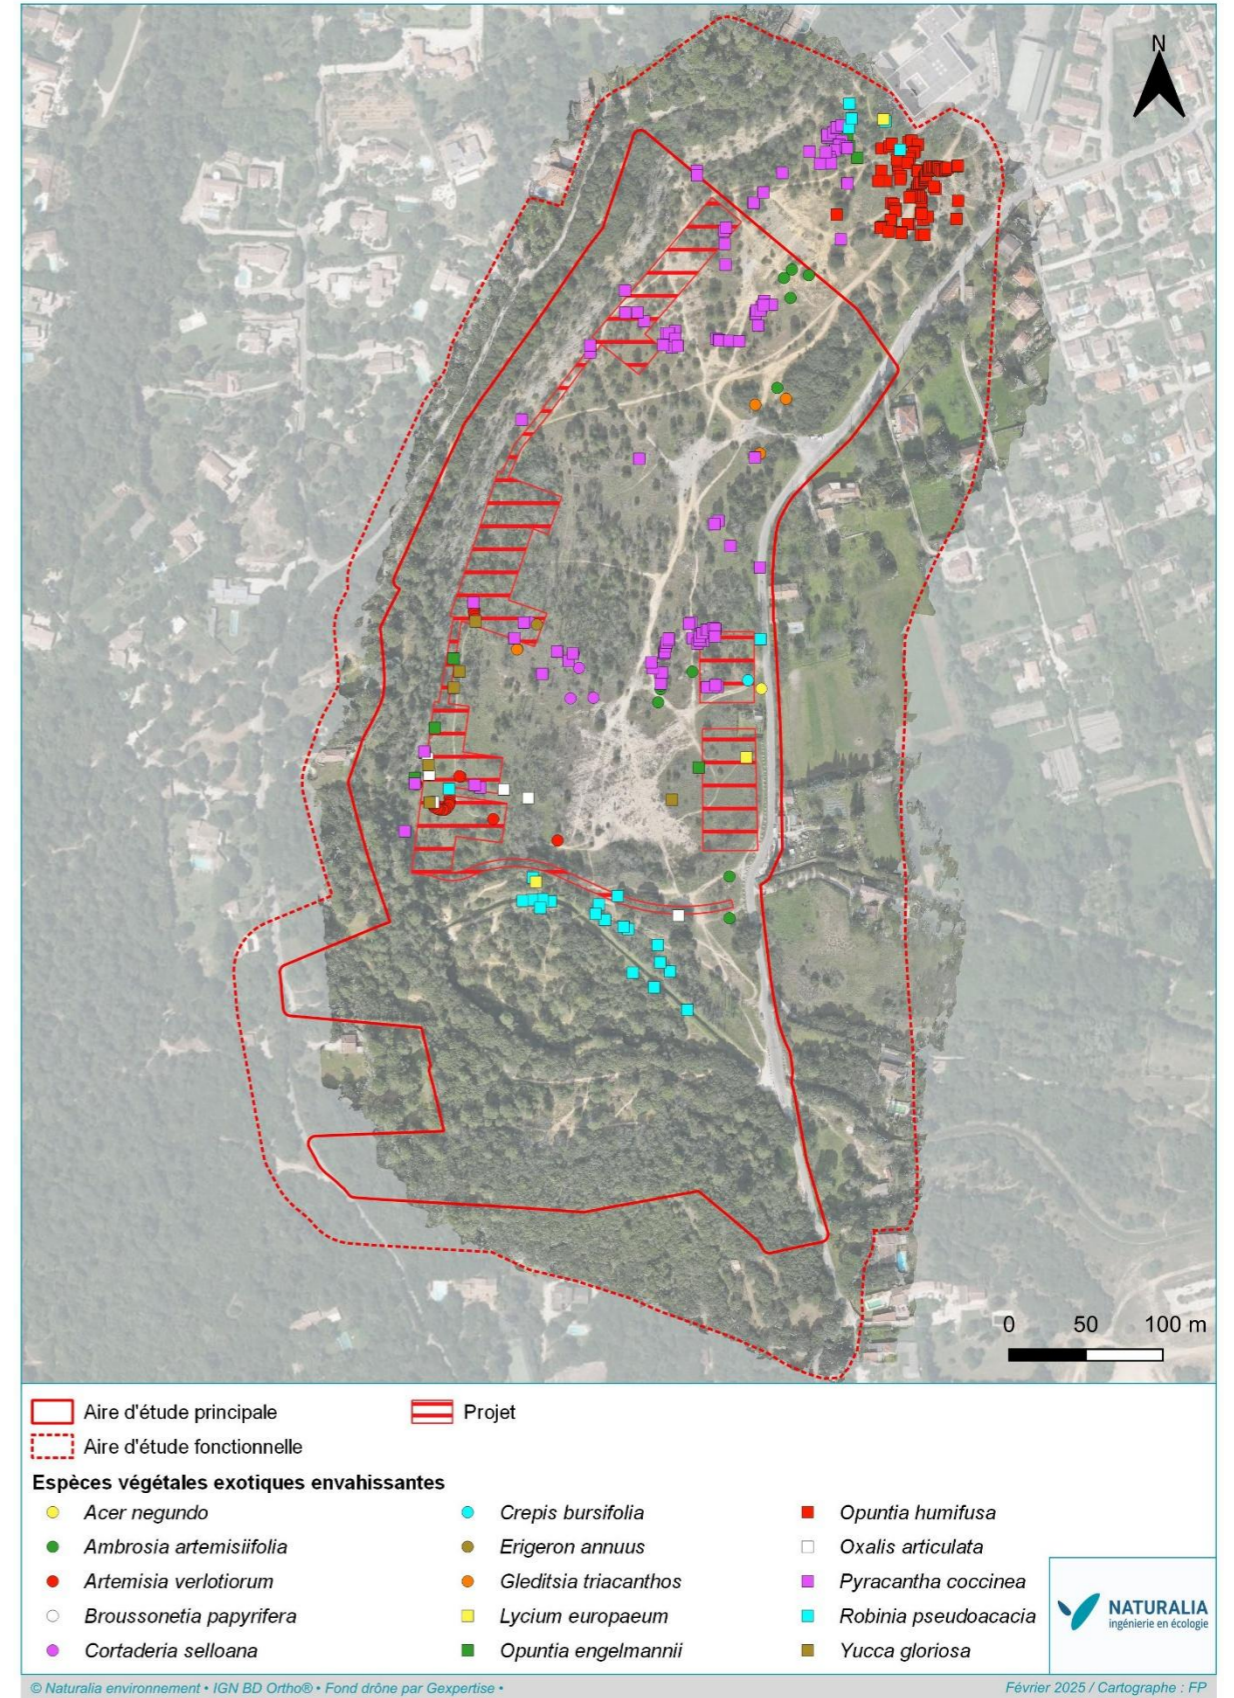 N
0 50 100 m
Aire d'étude principale
Projet
Aire d'étude fonctionnelle
Espèces végétales exotiques envahissantes
Acer negundo
Crepis bursifolia
Opuntia humifusa
Ambrosia artemisiifolia
Erigeron annuus
Oxalis articulata
Artemisia verlotiorum
Gleditsia triacanthos
Pyracantha coccinea
Broussonetia papyrifera
Lycium europaeum
Robinia pseudoacacia
Cortaderia selloana
Opuntia engelmannii
Yucca gloriosa
NATURALIA
ingénierie en écologie
© Naturalia environnement • IGN BD Ortho® • Fond drône par Gexpertise •
Février 2025 / Cartographe : FP